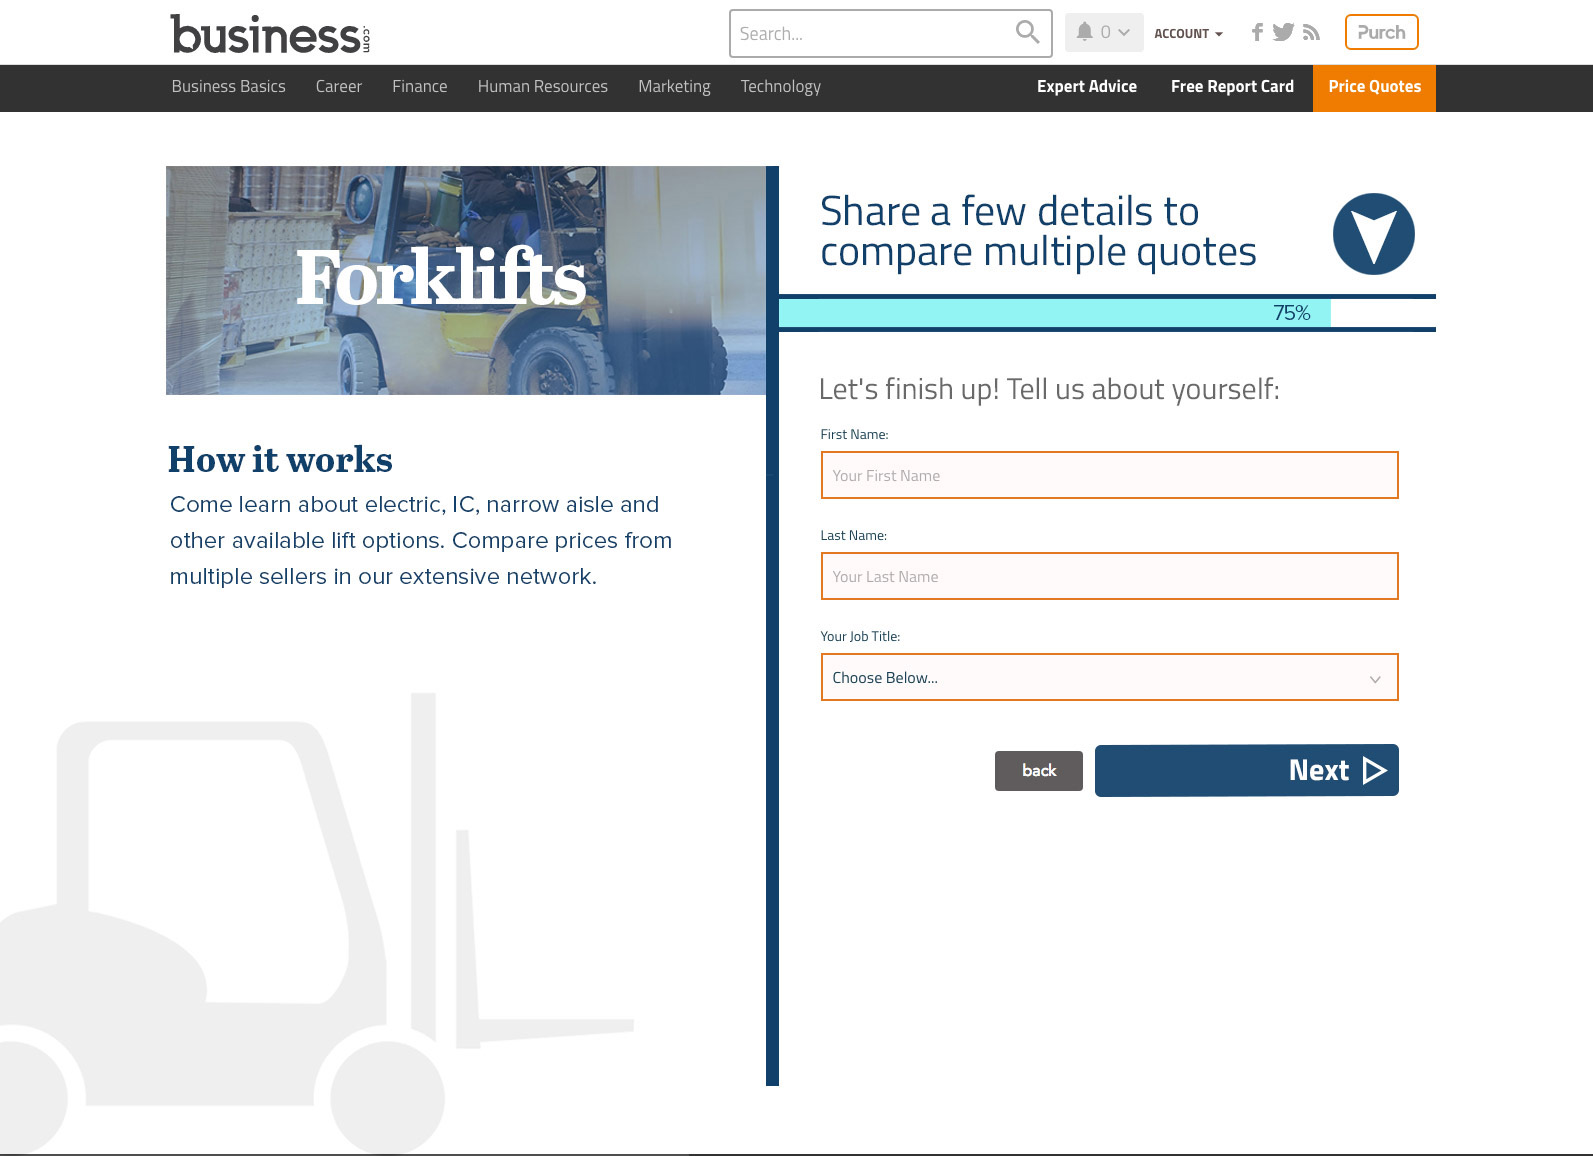 business.com
Search...
0
ACCOUNT
Purch
Business Basics
Career
Finance
Human Resources
Marketing
Technology
Expert Advice
Free Report Card
Price Quotes
Forklifts
How it works
Come learn about electric, IC, narrow aisle and
other available lift options. Compare prices from
multiple sellers in our extensive network.
Share a few details to
compare multiple quotes
75%
Let's finish up! Tell us about yourself:
First Name:
Your First Name
Last Name:
Your Last Name
Your Job Title:
Choose Below...
back
Next